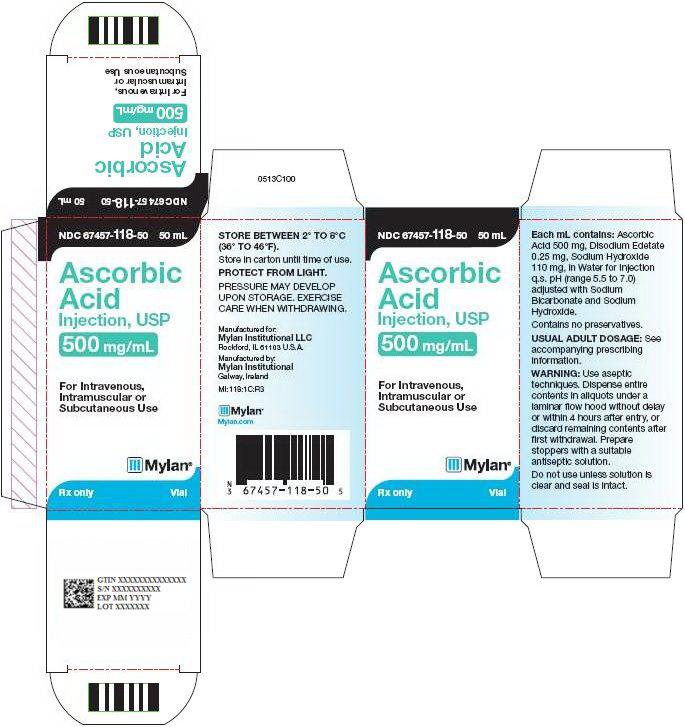 For Intravenous,
Intramuscular or
Subcutaneous Use
500 mg/mL
Injection, USP
Ascorbic
Acid
NDC 67457-118-50 50 mL
NDC 67457-118-50 50 mL
Ascorbic
Acid
Injection, USP
500 mg/mL
For Intravenous,
Intramuscular or
Subcutaneous Use
Mylan®
Rx only Vial
GTIN XXXXXXXXXXXXXX
S/N XXXXXXXXXX
EXP MM YYYY
LOT XXXXXXX
0513C100
STORE BETWEEN 2° TO 8°C
(36° TO 46°F).
Store in carton until time of use.
PROTECT FROM LIGHT.
PRESSURE MAY DEVELOP
UPON STORAGE. EXERCISE
CARE WHEN WITHDRAWING.
Manufactured for:
Mylan Institutional LLC
Rockford, IL 61103 U.S.A.
Manufactured by:
Mylan Institutional
Galway, Ireland
MI:118:1C:R3
Mylan®
Mylan.com
N
3 67457-118-50 5
NDC 67457-118-50 50 mL
Ascorbic
Acid
Injection, USP
500 mg/mL
For Intravenous,
Intramuscular or
Subcutaneous Use
Mylan®
Rx only Vial
Each mL contains: Ascorbic
Acid 500 mg, Disodium Edetate
0.25 mg, Sodium Hydroxide
110 mg, in Water for Injection
q.s. pH (range 5.5 to 7.0)
adjusted with Sodium
Bicarbonate and Sodium
Hydroxide.
Contains no preservatives.
USUAL ADULT DOSAGE: See
accompanying prescribing
information.
WARNING: Use aseptic
techniques. Dispense entire
contents in aliquots under a
laminar flow hood without delay
or within 4 hours after entry, or
discard remaining contents after
first withdrawal. Prepare
stoppers with a suitable
antiseptic solution.
Do not use unless solution is
clear and seal is intact.